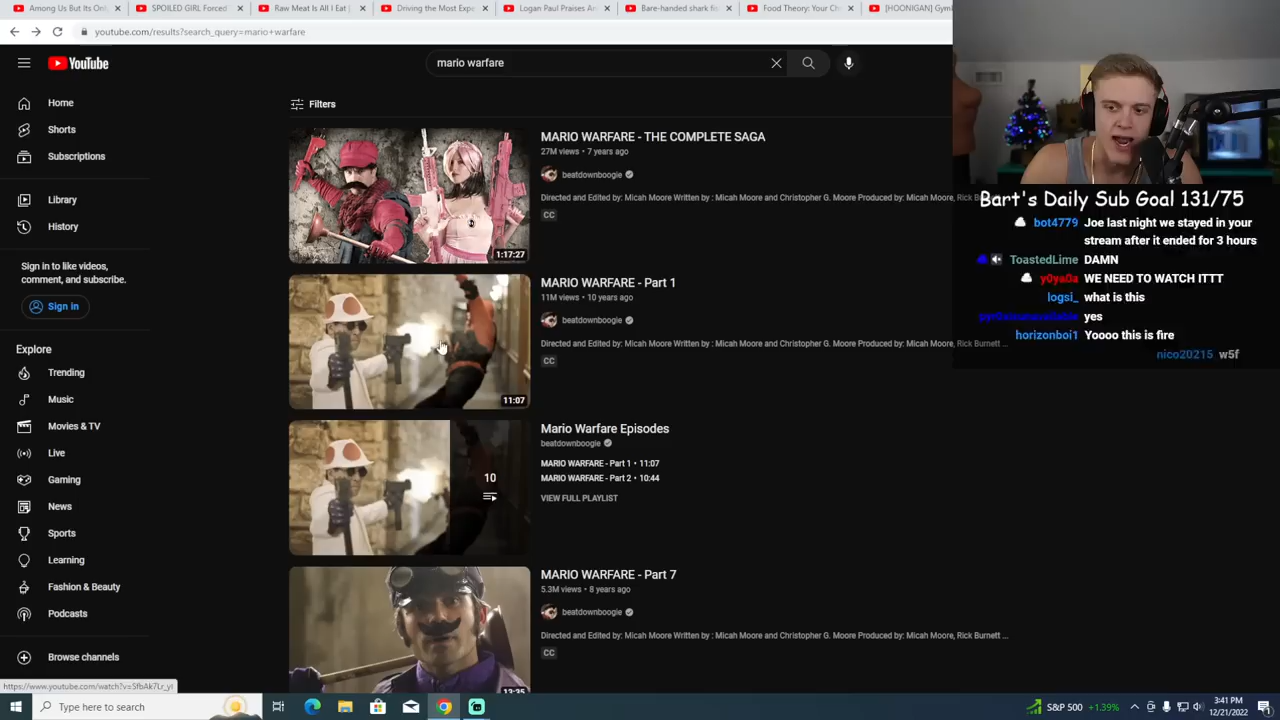 Among Us But Its Onl
SPOILED GIRL Forced
Raw Meat Is All I Eat
Driving the Most Expe
Logan Paul Praises An
Bare-handed shark fis
Food Theory: Your Ch
[HOONIGAN] Gym
youtube.com/results?search_query=mario+warfare
YouTube
mario warfare
Home
Shorts
Subscriptions
Library
History
Sign in to like videos,
comment, and subscribe.
Sign in
Explore
Trending
Music
Movies & TV
Live
Gaming
News
Sports
Learning
Fashion & Beauty
Podcasts
Browse channels
Filters
MARIO WARFARE - THE COMPLETE SAGA
27M views • 7 years ago
beatdownboogie
Directed and Edited by: Micah Moore Written by: Micah Moore and Christopher G. Moore Produced by: Micah Moore, Rick
CC
1:17:27
MARIO WARFARE - Part 1
11M views • 10 years ago
beatdownboogie
Directed and Edited by: Micah Moore Written by : Micah Moore and Christopher G. Moore Produced by: Micah Moore, Rick Burnett ...
CC
11:07
Mario Warfare Episodes
beatdownboogie
MARIO WARFARE - Part 1 • 11:07
MARIO WARFARE - Part 2 • 10:44
VIEW FULL PLAYLIST
10
MARIO WARFARE - Part 7
5.3M views • 8 years ago
beatdownboogie
Directed and Edited by: Micah Moore Written by : Micah Moore and Christopher G. Moore Produced by: Micah Moore, Rick Burnett ...
CC
13:35
Bart's Daily Sub Goal 131/75
bot4779 Joe last night we stayed in your
stream after it ended for 3 hours
ToastedLime DAMN
y0ya0a WE NEED TO WATCH ITTT
logsi_ what is this
yes
horizonboi1 Yoooo this is fire
nico20215 w5f
Type here to search
S&P 500 +1.39%
3:41 PM
12/21/2022